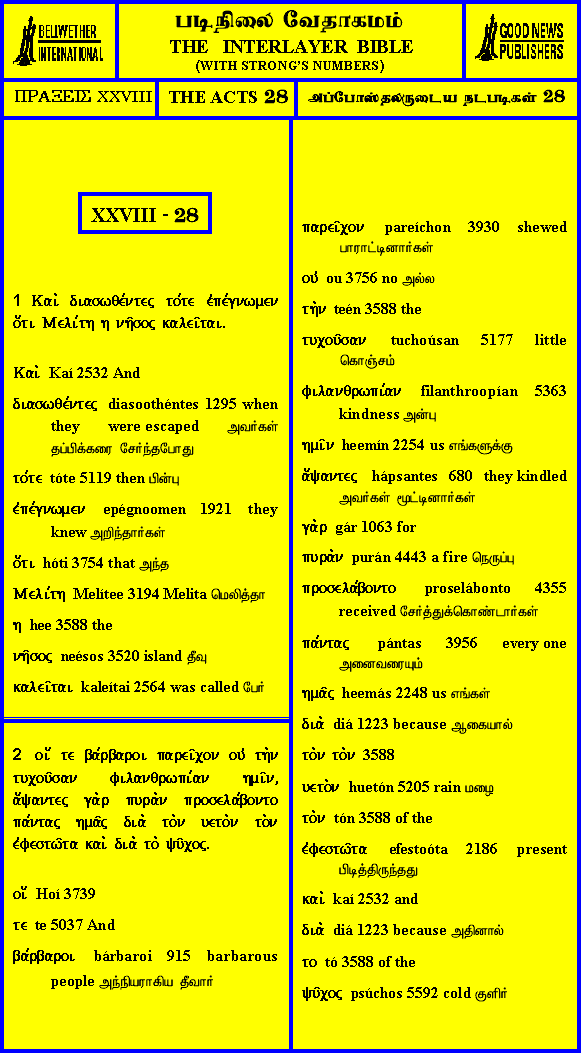 BELLWETHER
INTERNATIONAL
படிநிலை வேதாகமம்
THE INTERLAYER BIBLE
(WITH STRONG'S NUMBERS)
GOOD NEWS
PUBLISHERS
ΠΡΑΞΕΙΣ XXVIII
THE ACTS 28
அப்போஸ்தலருடைய நடபடிகள் 28
XXVIII - 28
1 Καὶ διασωθέντες τότε ἐπέγνωμεν
ὅτι Μελίτη η νῆσος καλεῖται.
Καὶ Kaí 2532 And
διασωθέντες diasoothéntes 1295 when
they were escaped அவர்கள்
தப்பிக்கரை சேர்ந்தபோது
τότε tóte 5119 then பின்பு
ἐπέγνωμεν epégnoomen 1921 they
knew அறிந்தார்கள்
ὅτι hóti 3754 that அந்த
Μελίτη Melítee 3194 Melita மெலித்தா
η hee 3588 the
νῆσος neésos 3520 island தீவு
καλεῖται kaleítai 2564 was called பேர்
2 οἵ τε βάρβαροι παρεῖχον οὐ τὴν
τυχοῦσαν φιλανθρωπίαν ημῖν,
ἅψαντες γὰρ πυρὰν προσελάβοντο
πάντας ημᾶς διὰ τὸν υετὸν τὸν
ἐφεστῶτα καὶ διὰ τὸ ψῦχος.
οἵ Hoí 3739
τε te 5037 And
βάρβαροι bárbaroi 915 barbarous
people அந்நியராகிய தீவார்
παρεῖχον pareíchon 3930 shewed
பாராட்டினார்கள்
οὐ ou 3756 no அல்ல
τὴν teén 3588 the
τυχοῦσαν tuchoúsan 5177 little
கொஞ்சம்
φιλανθρωπίαν filanthroopían 5363
kindness அன்பு
ημῖν heemín 2254 us எங்களுக்கு
ἅψαντες hápsantes 680 they kindled
அவர்கள் மூட்டினார்கள்
γὰρ gár 1063 for
πυρὰν purán 4443 a fire நெருப்பு
προσελάβοντο proselábonto 4355
received சேர்த்துக்கொண்டார்கள்
πάντας pántas 3956 every one
அனைவரையும்
ημᾶς heemás 2248 us எங்கள்
διὰ diá 1223 because ஆகையால்
τὸν τὸν 3588
υετὸν huetón 5205 rain மழை
τὸν tón 3588 of the
ἐφεστῶτα efestoóta 2186 present
பிடித்திருந்தது
καὶ kaí 2532 and
διὰ diá 1223 because அதினால்
το tó 3588 of the
ψῦχος psúchos 5592 cold குளிர்